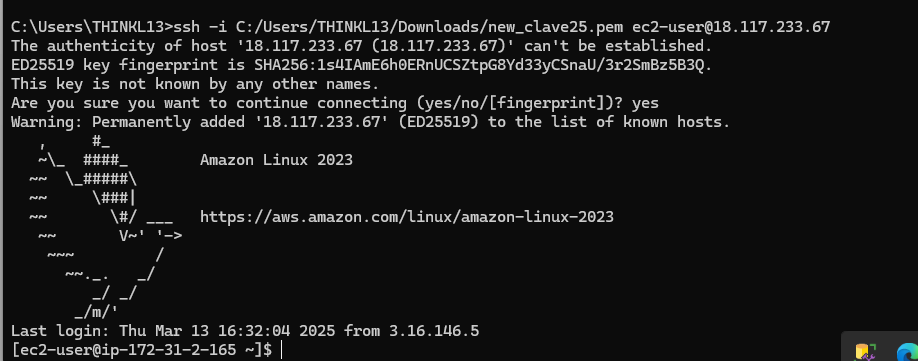 C:\Users\THINKL13>ssh -i C:/Users/THINKL13/Downloads/new_clave25.pem ec2-user@18.117.233.67
The authenticity of host '18.117.233.67 (18.117.233.67)' can't be established.
ED25519 key fingerprint is SHA256:1s4IAmE6h0ERnUCSZtpG8Yd33yCSnaU/3r2SmBz5B3Q.
This key is not known by any other names.
Are you sure you want to continue connecting (yes/no/[fingerprint])? yes
Warning: Permanently added '18.117.233.67' (ED25519) to the list of known hosts.
   ,     #_
   ~\_  ####_        Amazon Linux 2023
  ~~  \_#####\
  ~~     \###|
  ~~       \#/ ___   https://aws.amazon.com/linux/amazon-linux-2023
   ~~       V~' '->
    ~~~         /
      ~~._.   _/
         _/ _/
       _/m/'
Last login: Thu Mar 13 16:32:04 2025 from 3.16.146.5
[ec2-user@ip-172-31-2-165 ~]$